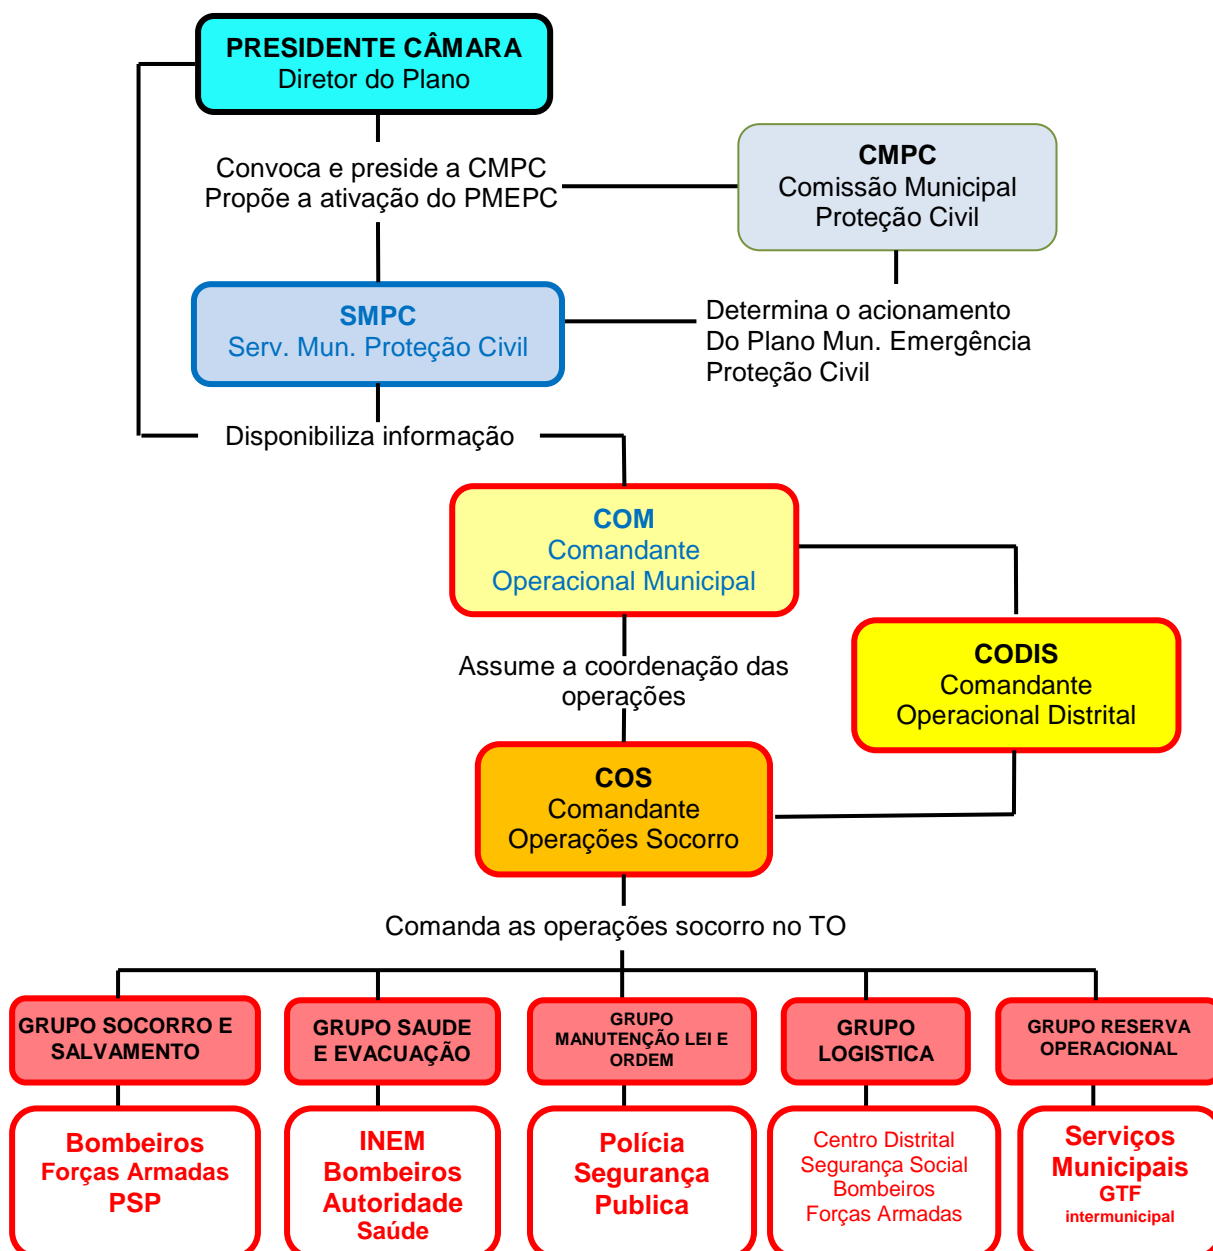 PRESIDENTE CÂMARA
Diretor do Plano
Convoca e preside a CMPC
Propõe a ativação do PMEPC
CMPC
Comissão Municipal
Proteção Civil
SMPC
Serv. Mun. Proteção Civil
Determina o acionamento
Do Plano Mun. Emergência
Proteção Civil
Disponibiliza informação
COM
Comandante
Operacional Municipal
Assume a coordenação das
operações
CODIS
Comandante
Operacional Distrital
COS
Comandante
Operações Socorro
Comanda as operações socorro no TO
GRUPO SOCORRO E
SALVAMENTO
GRUPO SAUDE
E EVACUAÇÃO
GRUPO
MANUTENÇÃO LEI E
ORDEM
GRUPO
LOGISTICA
GRUPO RESERVA
OPERACIONAL
Bombeiros
Forças Armadas
PSP
INEM
Bombeiros
Autoridade
Saúde
Polícia
Segurança
Publica
Centro Distrital
Segurança Social
Bombeiros
Forças Armadas
Serviços
Municipais
GTF
intermunicipal